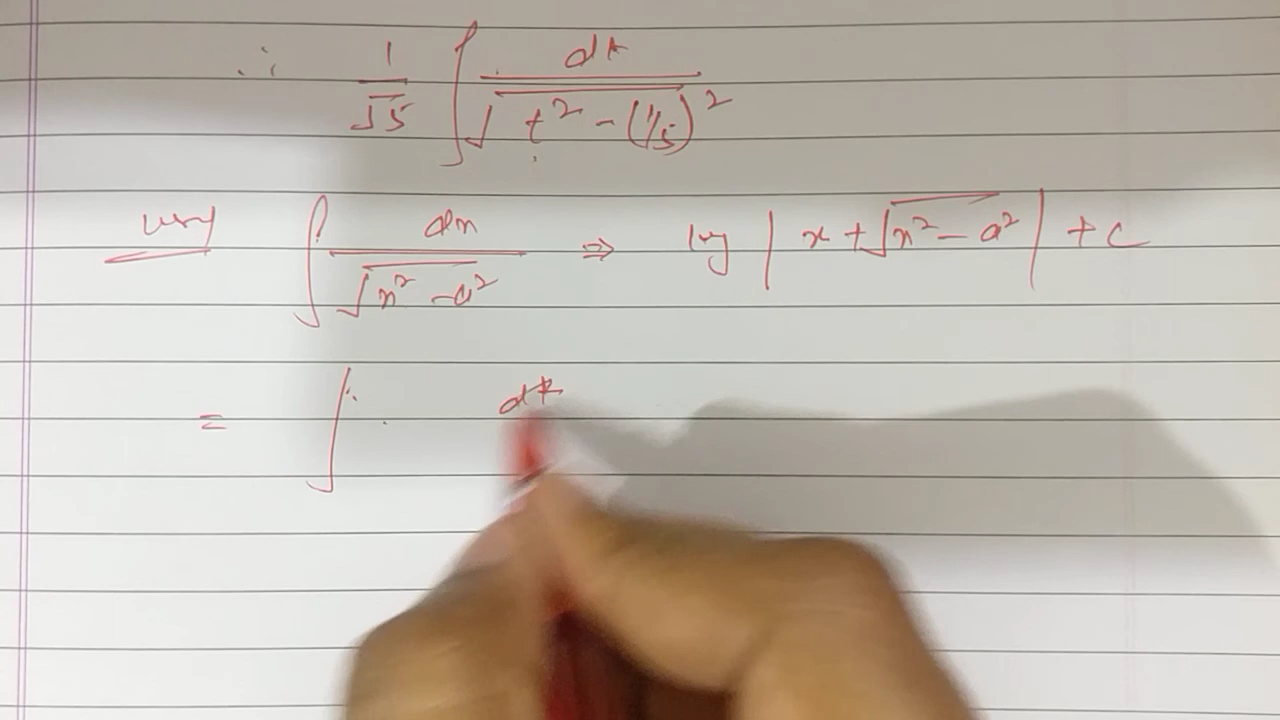 ∴ 1/√5 ∫ dt / √(t² - (1/5)²)
using ∫ dx / √(x² - a²) ⇒ log | x + √(x² - a²) | + c
= ∫ dt